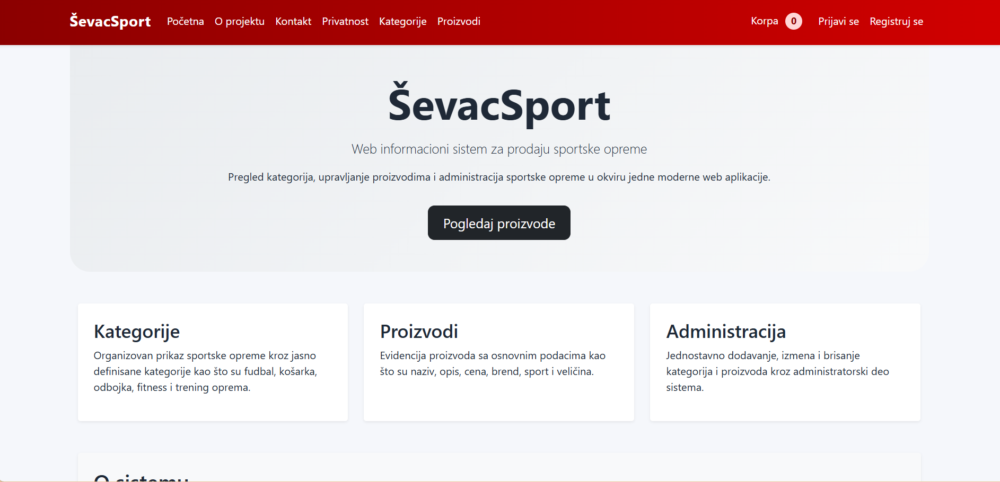 ŠevacSport Početna O projektu Kontakt Privatnost Kategorije Proizvodi Korpa 0 Prijavi se Registruj se
ŠevacSport
Web informacioni sistem za prodaju sportske opreme
Pregled kategorija, upravljanje proizvodima i administracija sportske opreme u okviru jedne moderne web aplikacije.
Pogledaj proizvode
Kategorije
Organizovan prikaz sportske opreme kroz jasno
definisane kategorije kao što su fudbal, košarka,
odbojka, fitness i trening oprema.
Proizvodi
Evidencija proizvoda sa osnovnim podacima kao
što su naziv, opis, cena, brend, sport i veličina.
Administracija
Jednostavno dodavanje, izmena i brisanje
kategorija i proizvoda kroz administratorski deo
sistema.
O sistemu